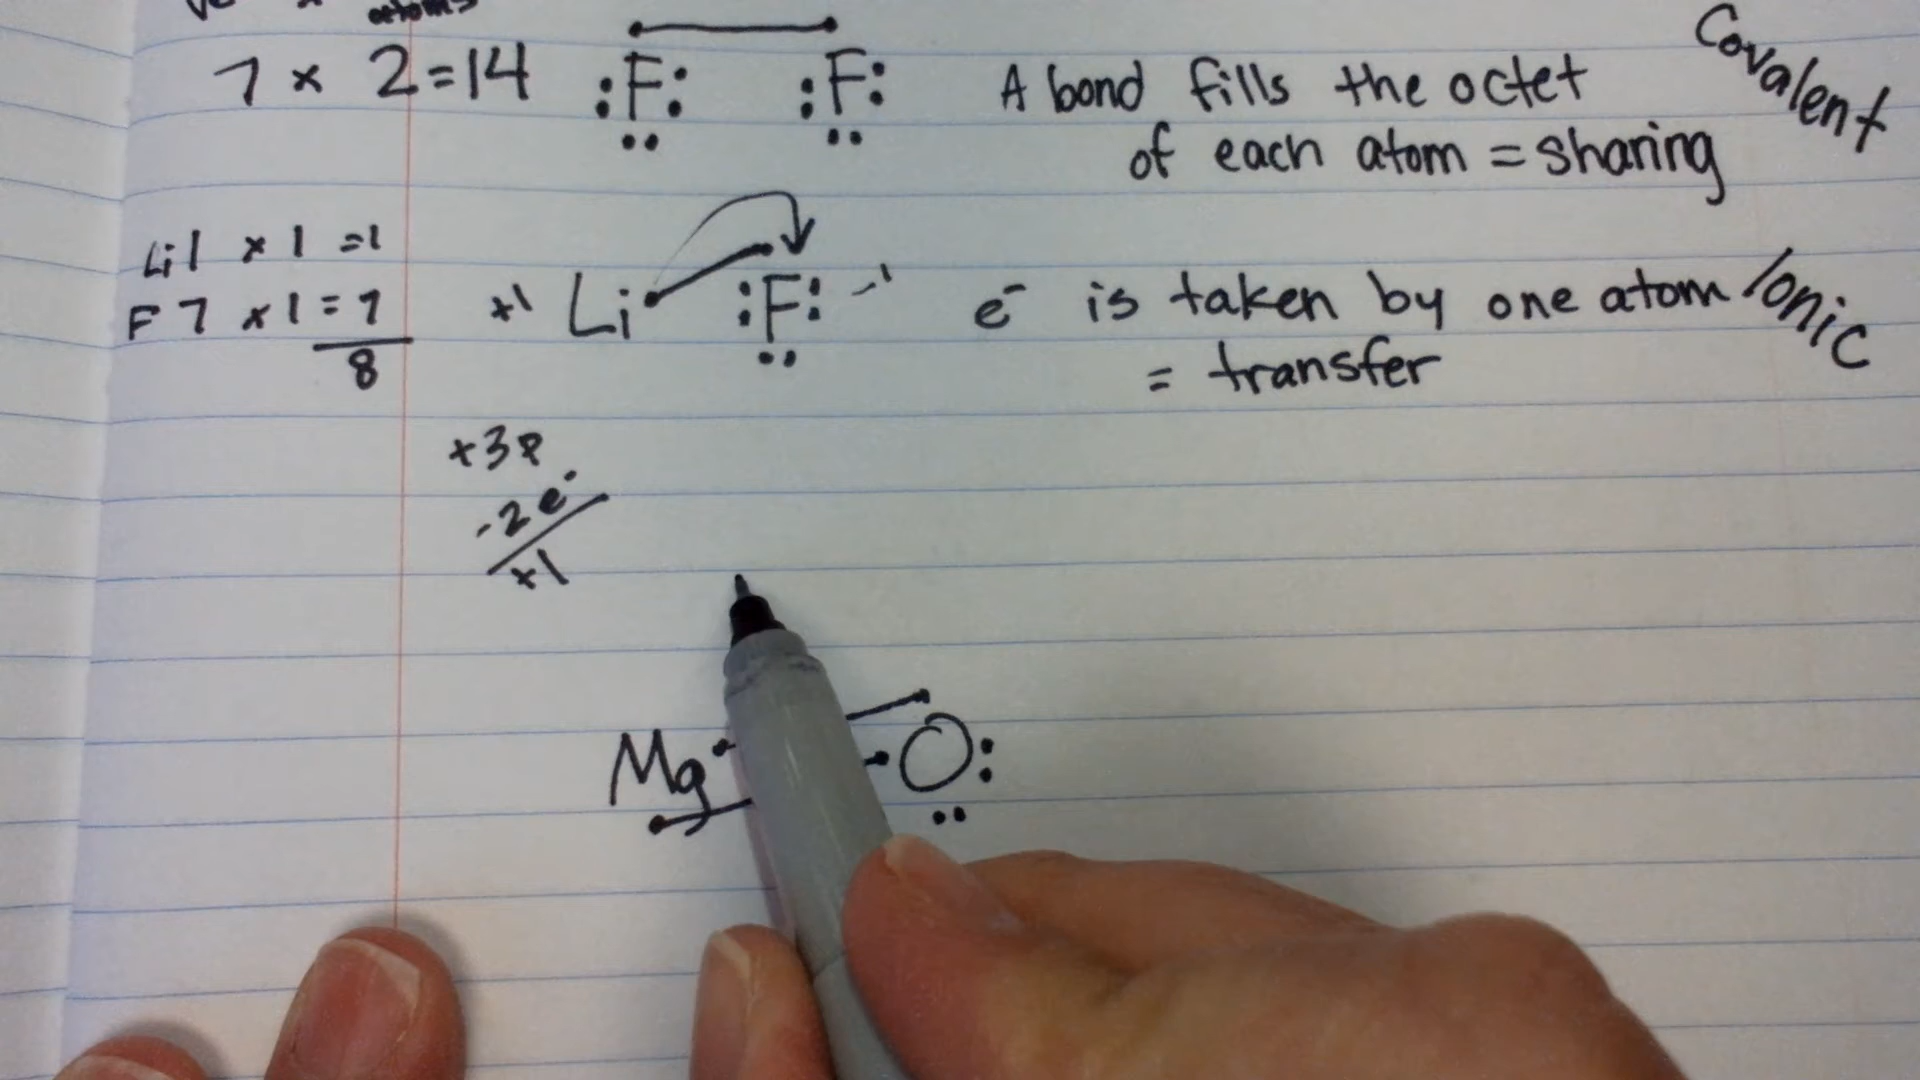 atoms
7 x 2=14 :F: :F: A bond fills the octet Covalent
of each atom = sharing
Li 1 x 1 =1
F 7 x 1 = 7 +1 Li :F: -1 e- is taken by one atom Ionic
8 = transfer
+3p
-2e-
+1
Mg O: